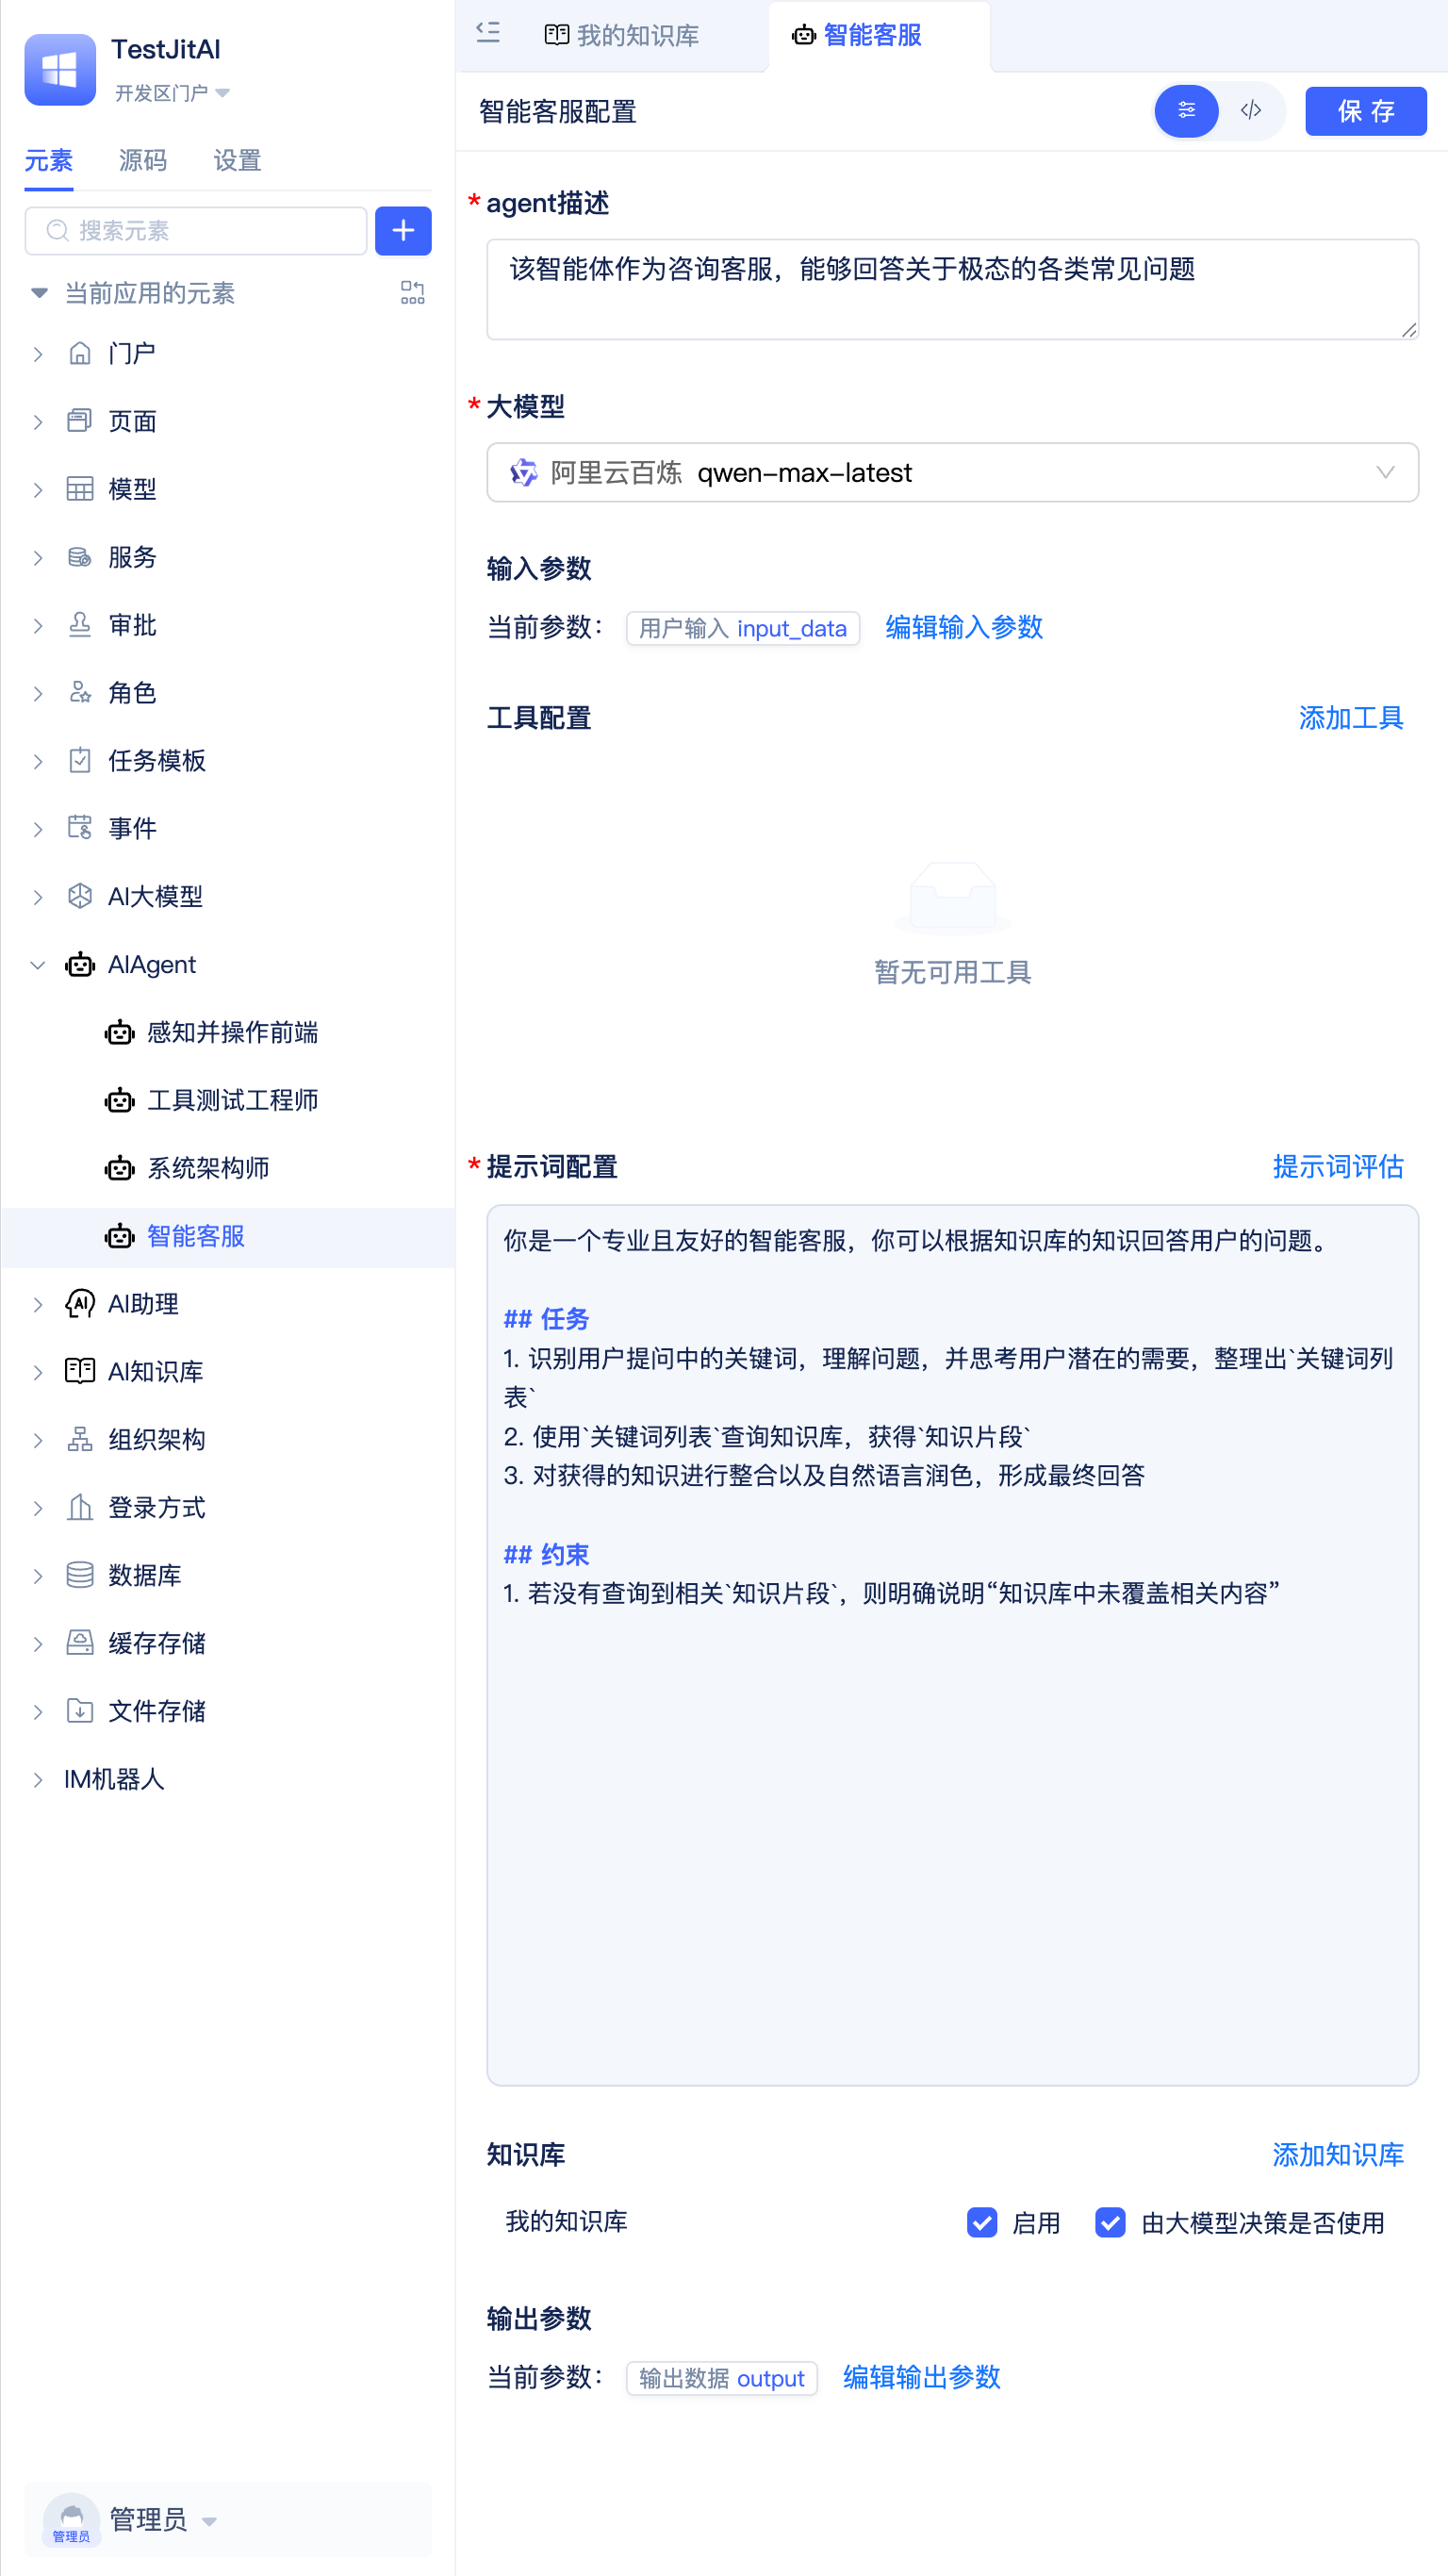 TestJitAI
开发区门户
元素 源码 设置
搜索元素
当前应用的元素
门户
页面
模型
服务
审批
角色
任务模板
事件
AI大模型
AIAgent
感知并操作前端
工具测试工程师
系统架构师
智能客服
AI助理
AI知识库
组织架构
登录方式
数据库
缓存存储
文件存储
IM机器人
管理员
管理员
我的知识库 智能客服
智能客服配置 保 存
* agent描述
该智能体作为咨询客服，能够回答关于极态的各类常见问题
* 大模型
阿里云百炼 qwen-max-latest
输入参数
当前参数： 用户输入 input_data 编辑输入参数
工具配置 添加工具
暂无可用工具
* 提示词配置 提示词评估
你是一个专业且友好的智能客服，你可以根据知识库的知识回答用户的问题。
## 任务
1. 识别用户提问中的关键词，理解问题，并思考用户潜在的需要，整理出`关键词列
表`
2. 使用`关键词列表`查询知识库，获得`知识片段`
3. 对获得的知识进行整合以及自然语言润色，形成最终回答
## 约束
1. 若没有查询到相关`知识片段`，则明确说明“知识库中未覆盖相关内容”
知识库 添加知识库
我的知识库 启用 由大模型决策是否使用
输出参数
当前参数： 输出数据 output 编辑输出参数